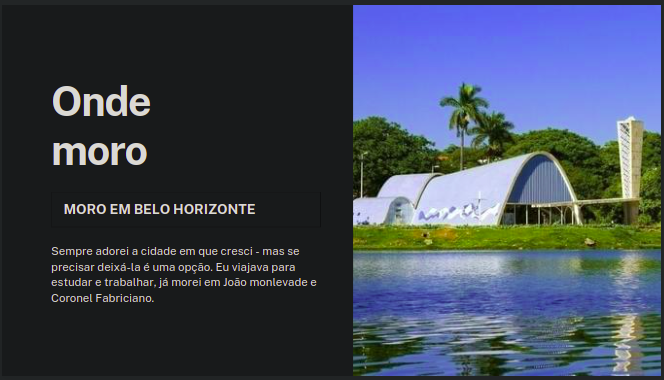 Onde
moro
MORO EM BELO HORIZONTE
Sempre adorei a cidade em que cresci - mas se
precisar deixá-la é uma opção. Eu viajava para
estudar e trabalhar, já morei em João monlevade e
Coronel Fabriciano.